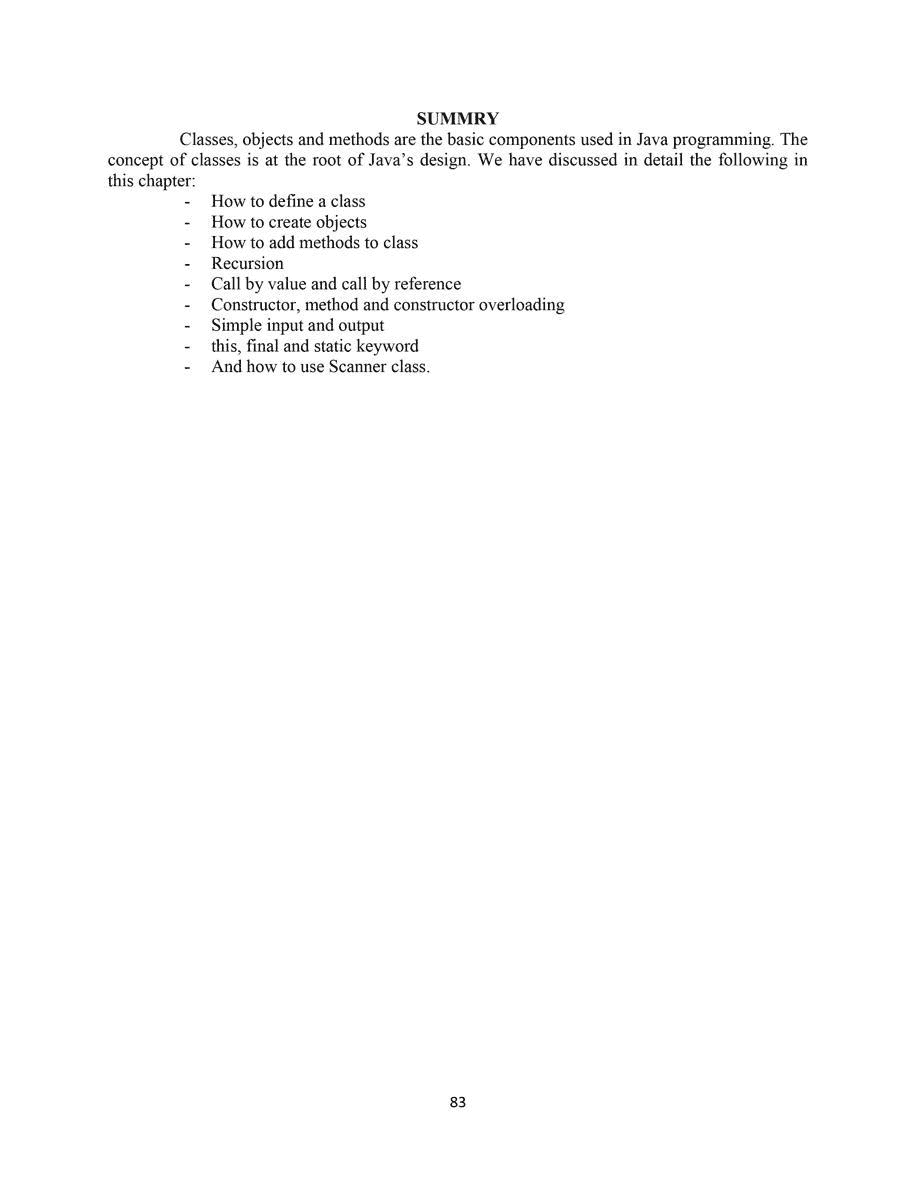 SUMMRY
Classes, objects and methods are the basic components used in Java programming. The
concept of classes is at the root of Java’s design. We have discussed in detail the following in
this chapter:
- How to define a class
- How to create objects
- How to add methods to class
- Recursion
- Call by value and call by reference
- Constructor, method and constructor overloading
- Simple input and output
- this, final and static keyword
- And how to use Scanner class.
83